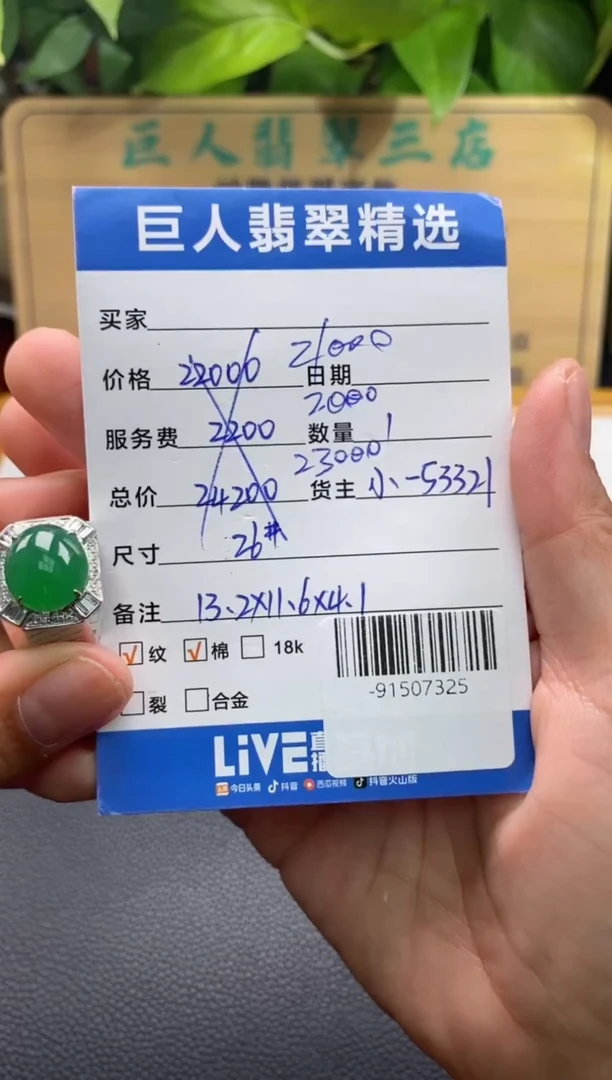 巨人翡翠三店
巨人翡翠精选
买家
价格 22000 21000 日期
服务费 2200 2000 数量 1
总价 24200 23000 货主 小-53321
尺寸 26#
备注 13.2X11.6X4.1
√ 纹 √ 棉 18k
裂 合金
-91507325
LiVE 直播
今日头条 抖音 西瓜视频 抖音火山版